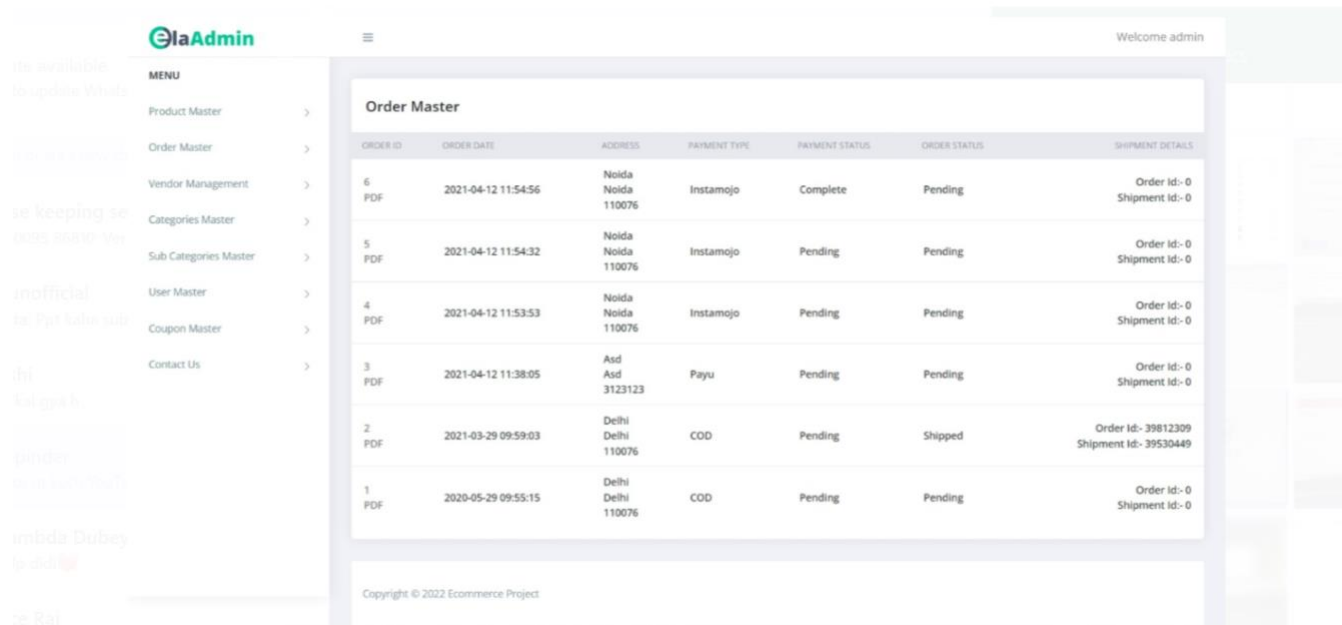 ElaAdmin
Welcome admin
MENU
Product Master
Order Master
Vendor Management
Categories Master
Sub Categories Master
User Master
Coupon Master
Contact Us
Order Master
ORDER ID ORDER DATE ADDRESS PAYMENT TYPE PAYMENT STATUS ORDER STATUS SHIPMENT DETAILS
6 PDF 2021-04-12 11:54:56 Noida Noida 110076 Instamojo Complete Pending Order Id:- 0 Shipment Id:- 0
5 PDF 2021-04-12 11:54:32 Noida Noida 110076 Instamojo Pending Pending Order Id:- 0 Shipment Id:- 0
4 PDF 2021-04-12 11:53:53 Noida Noida 110076 Instamojo Pending Pending Order Id:- 0 Shipment Id:- 0
3 PDF 2021-04-12 11:38:05 Asd Asd 3123123 Payu Pending Pending Order Id:- 0 Shipment Id:- 0
2 PDF 2021-03-29 09:59:03 Delhi Delhi 110076 COD Pending Shipped Order Id:- 39812309 Shipment Id:- 39530449
1 PDF 2020-05-29 09:55:15 Delhi Delhi 110076 COD Pending Pending Order Id:- 0 Shipment Id:- 0
Copyright © 2022 Ecommerce Project